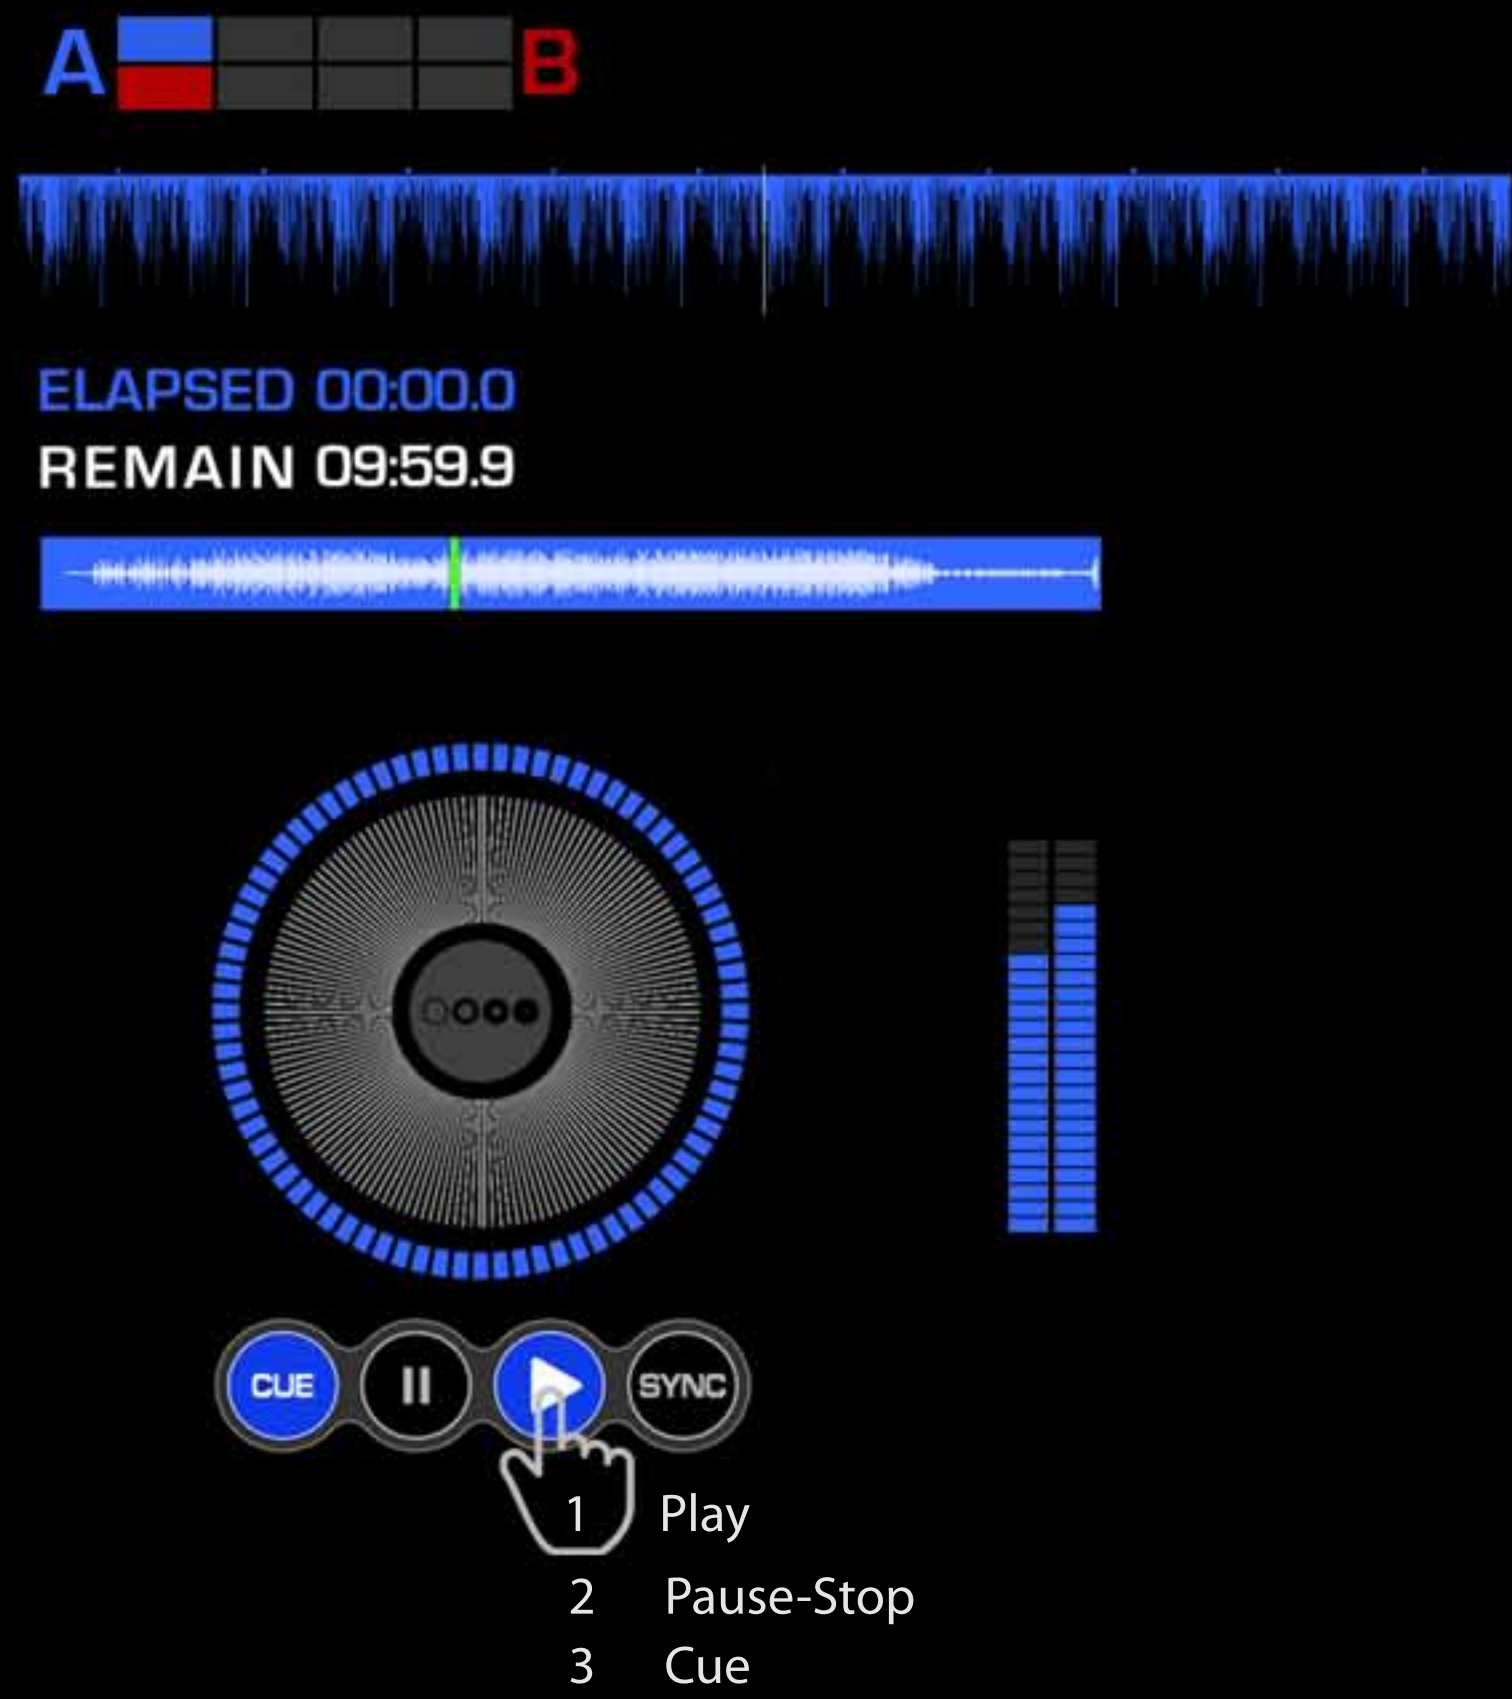 A B
ELAPSED 00:00.0
REMAIN 09:59.9
CUE SYNC
1 Play
2 Pause-Stop
3 Cue